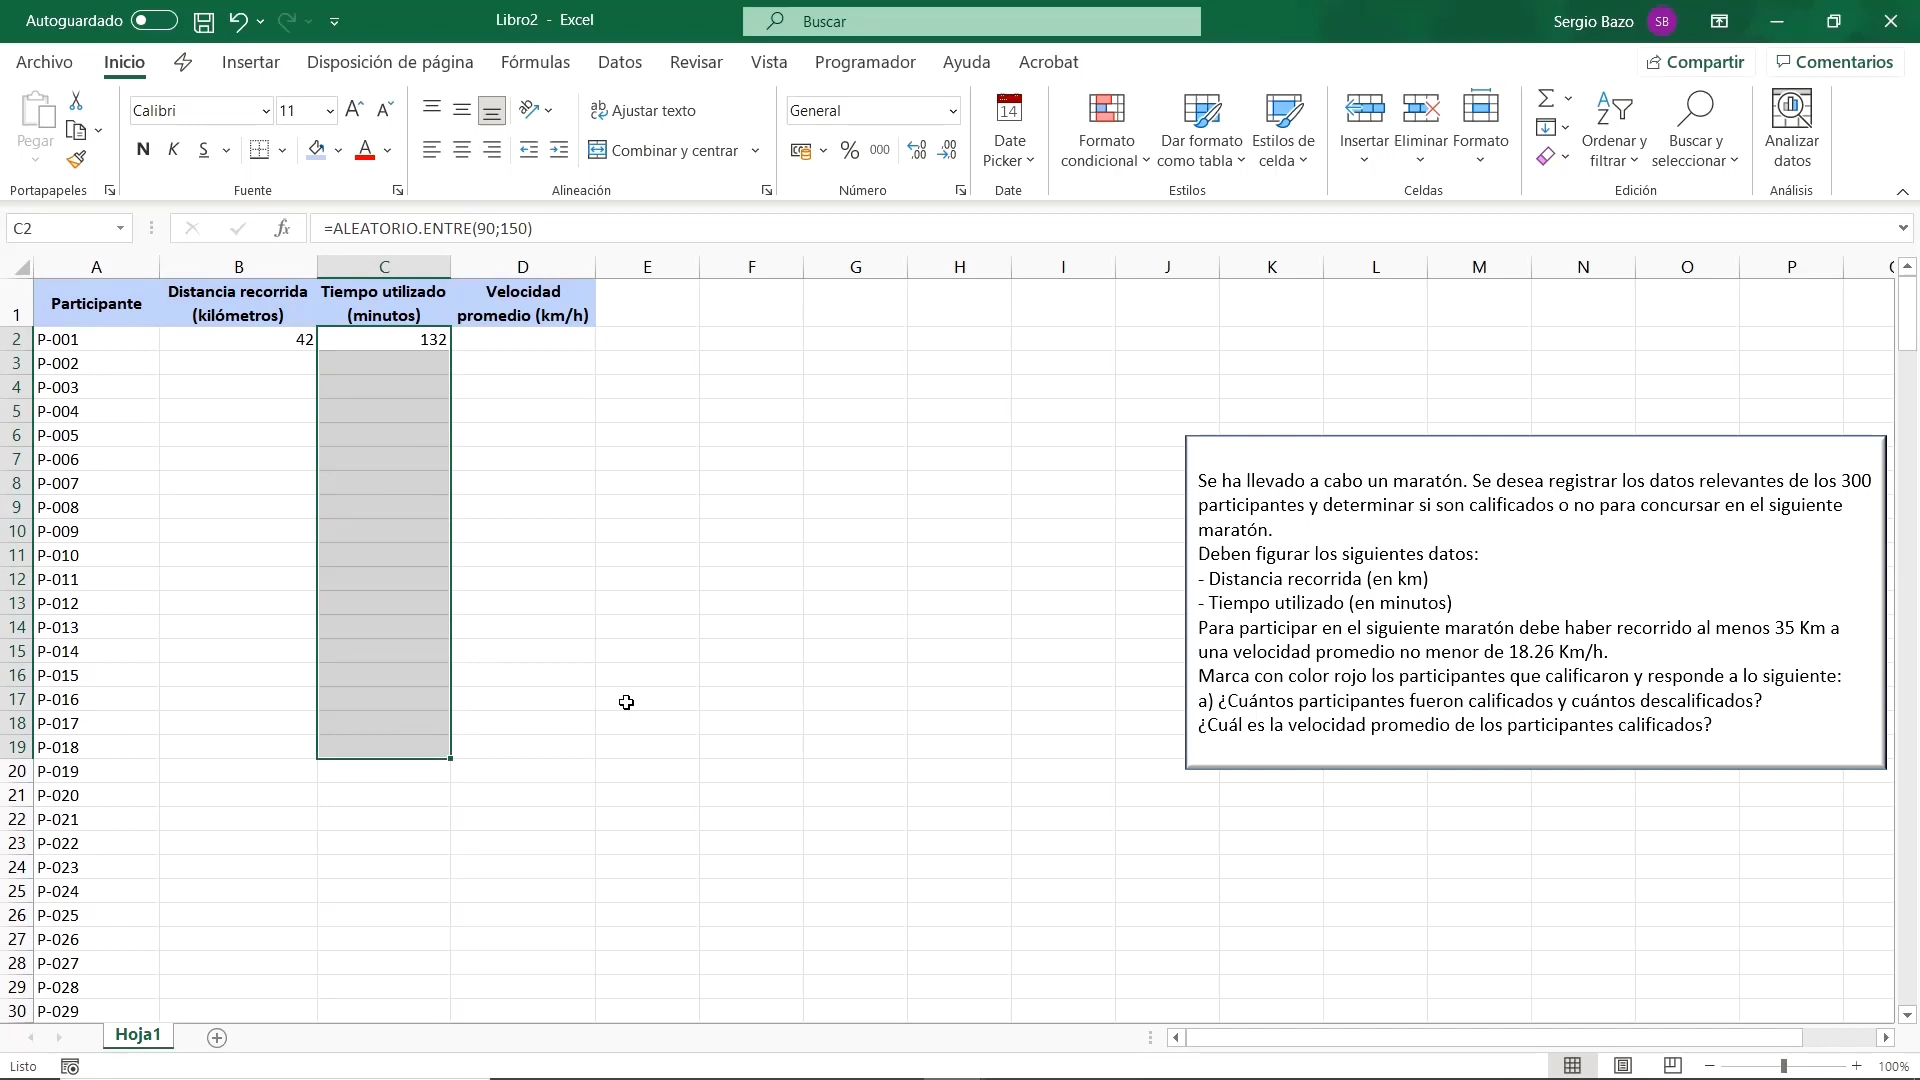 Autoguardado
Libro2 - Excel
Buscar
Sergio Bazo
SB
Archivo
Inicio
Insertar
Disposición de página
Fórmulas
Datos
Revisar
Vista
Programador
Ayuda
Acrobat
Compartir
Comentarios
Pegar
Calibri
11
N K S
Ajustar texto
Combinar y centrar
General
% 000
14
Date
Picker
Formato
condicional
Dar formato
como tabla
Estilos de
celda
Insertar
Eliminar
Formato
Ordenar y
filtrar
Buscar y
seleccionar
Analizar
datos
Portapapeles
Fuente
Alineación
Número
Date
Estilos
Celdas
Edición
Análisis
C2
fx
=ALEATORIO.ENTRE(90;150)
A B C D E F G H I J K L M N O P
1
Participante
Distancia recorrida
(kilómetros)
Tiempo utilizado
(minutos)
Velocidad
promedio (km/h)
2 P-001 42 132
3 P-002
4 P-003
5 P-004
6 P-005
7 P-006
8 P-007
9 P-008
10 P-009
11 P-010
12 P-011
13 P-012
14 P-013
15 P-014
16 P-015
17 P-016
18 P-017
19 P-018
20 P-019
21 P-020
22 P-021
23 P-022
24 P-023
25 P-024
26 P-025
27 P-026
28 P-027
29 P-028
30 P-029
Se ha llevado a cabo un maratón. Se desea registrar los datos relevantes de los 300
participantes y determinar si son calificados o no para concursar en el siguiente
maratón.
Deben figurar los siguientes datos:
- Distancia recorrida (en km)
- Tiempo utilizado (en minutos)
Para participar en el siguiente maratón debe haber recorrido al menos 35 Km a
una velocidad promedio no menor de 18.26 Km/h.
Marca con color rojo los participantes que calificaron y responde a lo siguiente:
a) ¿Cuántos participantes fueron calificados y cuántos descalificados?
¿Cuál es la velocidad promedio de los participantes calificados?
Hoja1
Listo
100%